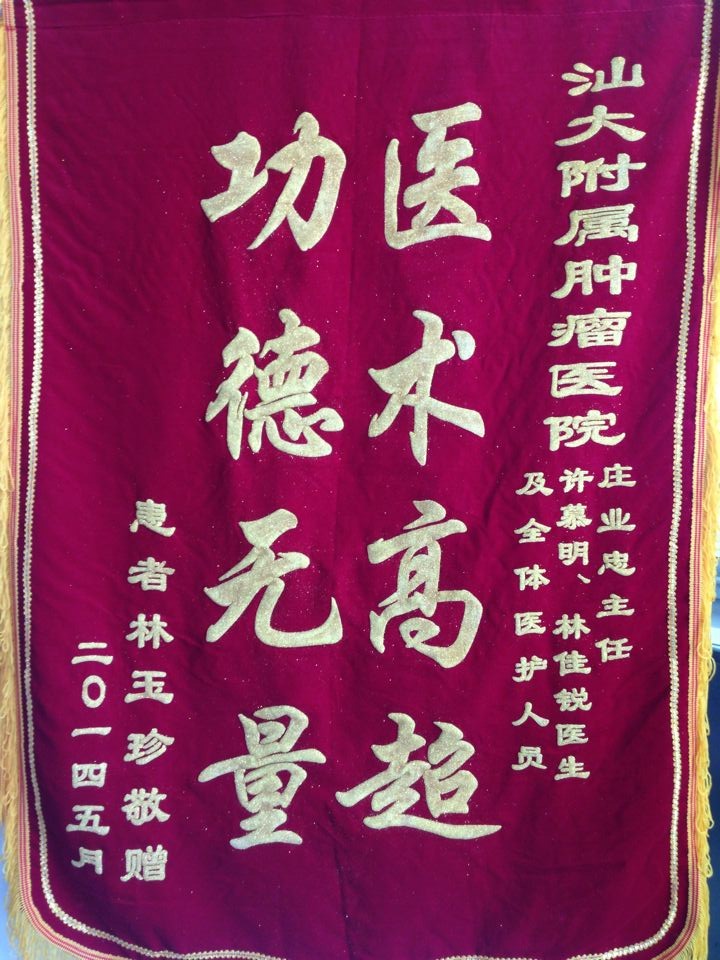 汕大附属肿瘤医院
庄业忠主任
许慕明、林佳锐医生
及全体医护人员
医术高超
功德无量
患者林玉珍敬赠
二〇一四五月